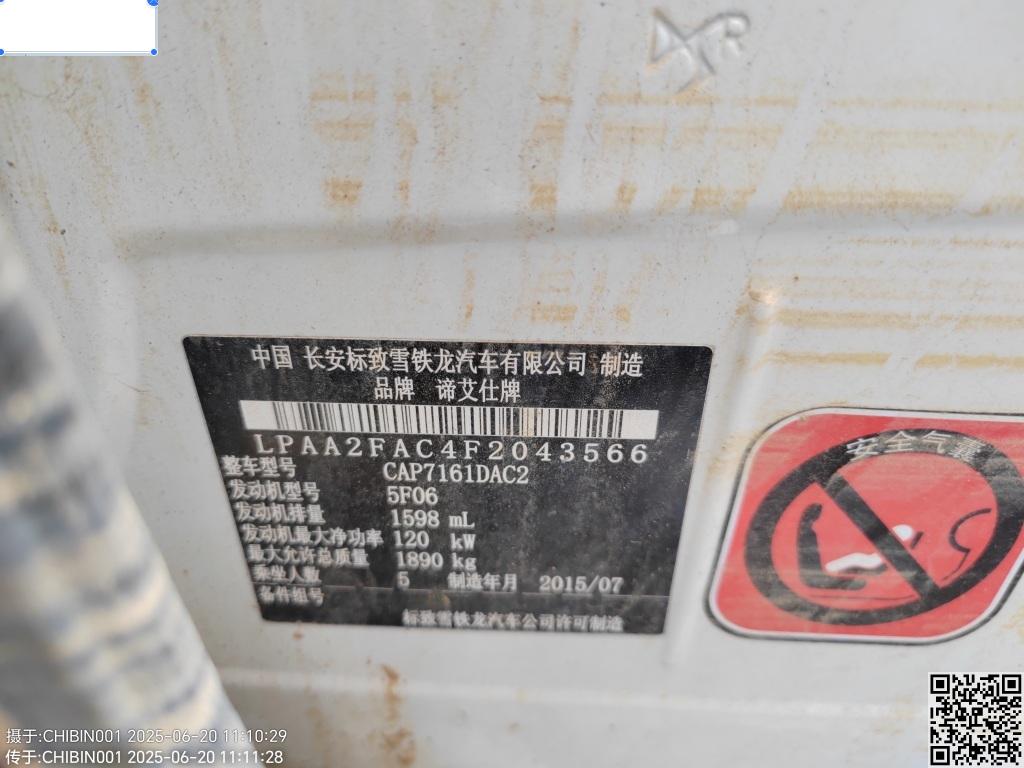 中国 长安标致雪铁龙汽车有限公司 制造
品牌 谛艾仕牌
LPAA2FAC4F2043566
整车型号 CAP7161DAC2
发动机型号 5F06
发动机排量 1598 mL
发动机最大净功率 120 kW
最大允许总质量 1890 kg
乘坐人数 5 制造年月 2015/07
备件组号
标致雪铁龙汽车公司许可制造
安全气囊
摄于:CHIBIN001 2025-06-20 11:10:29
传于:CHIBIN001 2025-06-20 11:11:28